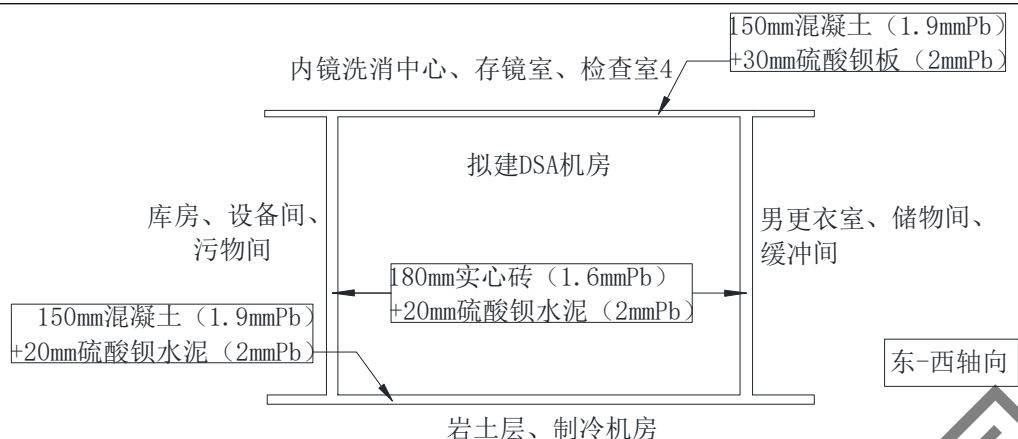 150mm混凝土（1.9mmPb）
+30mm硫酸钡板（2mmPb）
内镜洗消中心、存镜室、检查室4
拟建DSA机房
库房、设备间、
污物间
男更衣室、储物间、
缓冲间
180mm实心砖（1.6mmPb）
+20mm硫酸钡水泥（2mmPb）
150mm混凝土（1.9mmPb）
+20mm硫酸钡水泥（2mmPb）
东-西轴向
岩土层、制冷机房